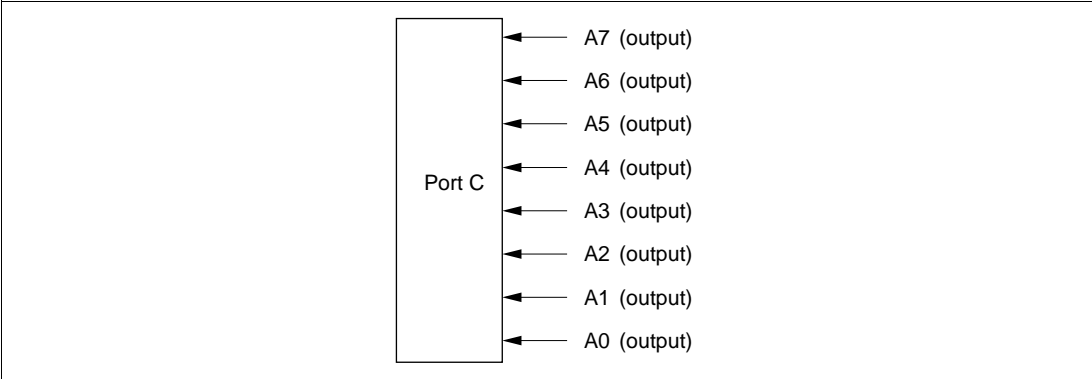 A7 (output)
A6 (output)
A5 (output)
A4 (output)
Port C
A3 (output)
A2 (output)
A1 (output)
A0 (output)